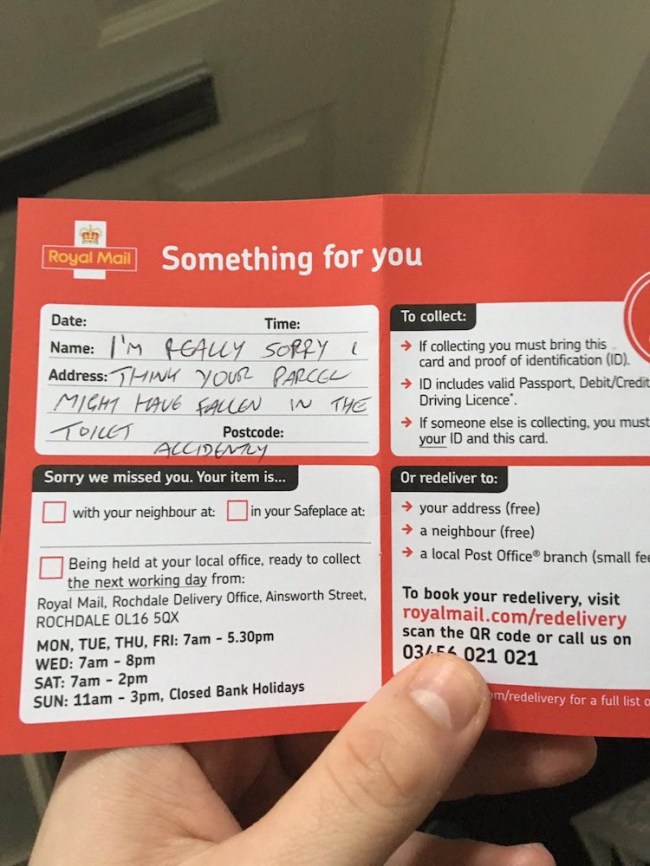 Royal Mail
Something for you
Date: Time:
Name: I'M REALLY SORRY I
Address: THINK YOUR PARCEL
MIGHT HAVE FALLEN IN THE
TOILET Postcode:
ACCIDENTLY
Sorry we missed you. Your item is...
with your neighbour at: in your Safeplace at:
Being held at your local office, ready to collect
the next working day from:
Royal Mail, Rochdale Delivery Office, Ainsworth Street,
ROCHDALE OL16 5QX
MON, TUE, THU, FRI: 7am - 5.30pm
WED: 7am - 8pm
SAT: 7am - 2pm
SUN: 11am - 3pm, Closed Bank Holidays
To collect:
→ If collecting you must bring this
card and proof of identification (ID).
→ ID includes valid Passport, Debit/Credit
Driving Licence*.
→ If someone else is collecting, you must
your ID and this card.
Or redeliver to:
→ your address (free)
→ a neighbour (free)
→ a local Post Office® branch (small fee
To book your redelivery, visit
royalmail.com/redelivery
scan the QR code or call us on
021 021
om/redelivery for a full list